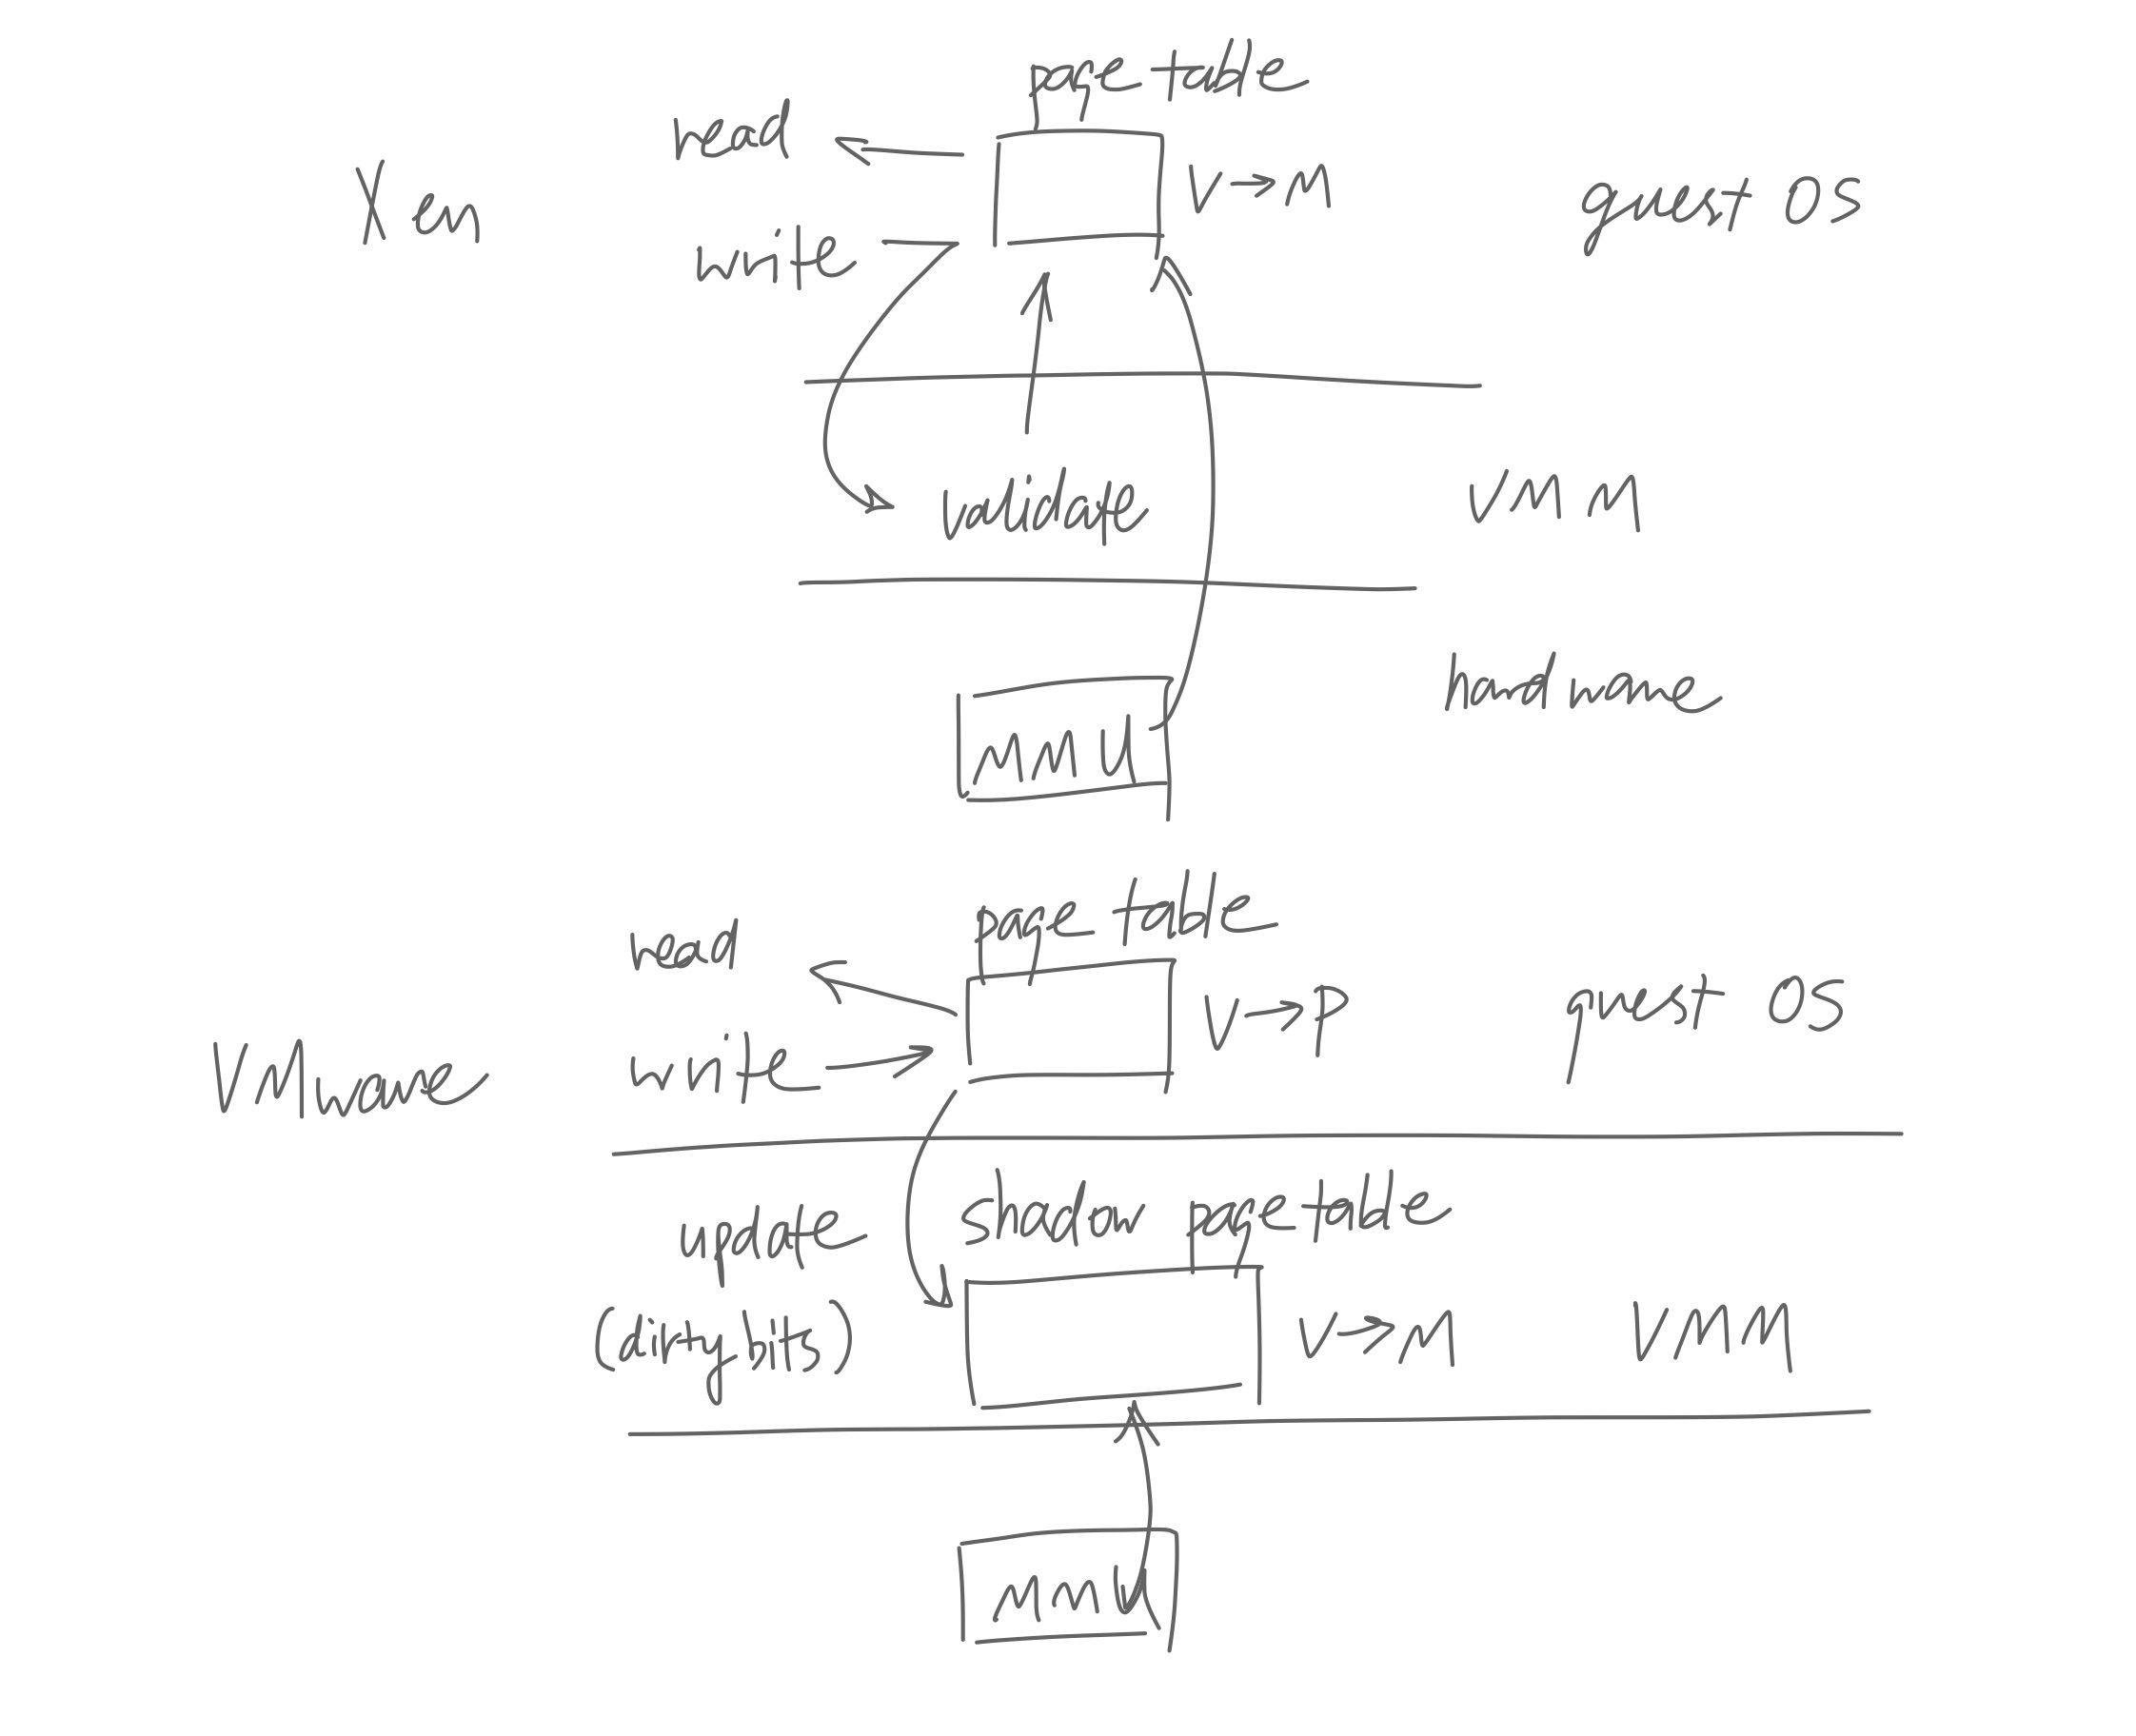 page table
read
V → M
guest OS
Xen
write
validate
VMM
hardware
MMU
page table
read
V → P
guest OS
write
VMware
shadow page table
update
(dirty bits)
V → M
VMM
MMU